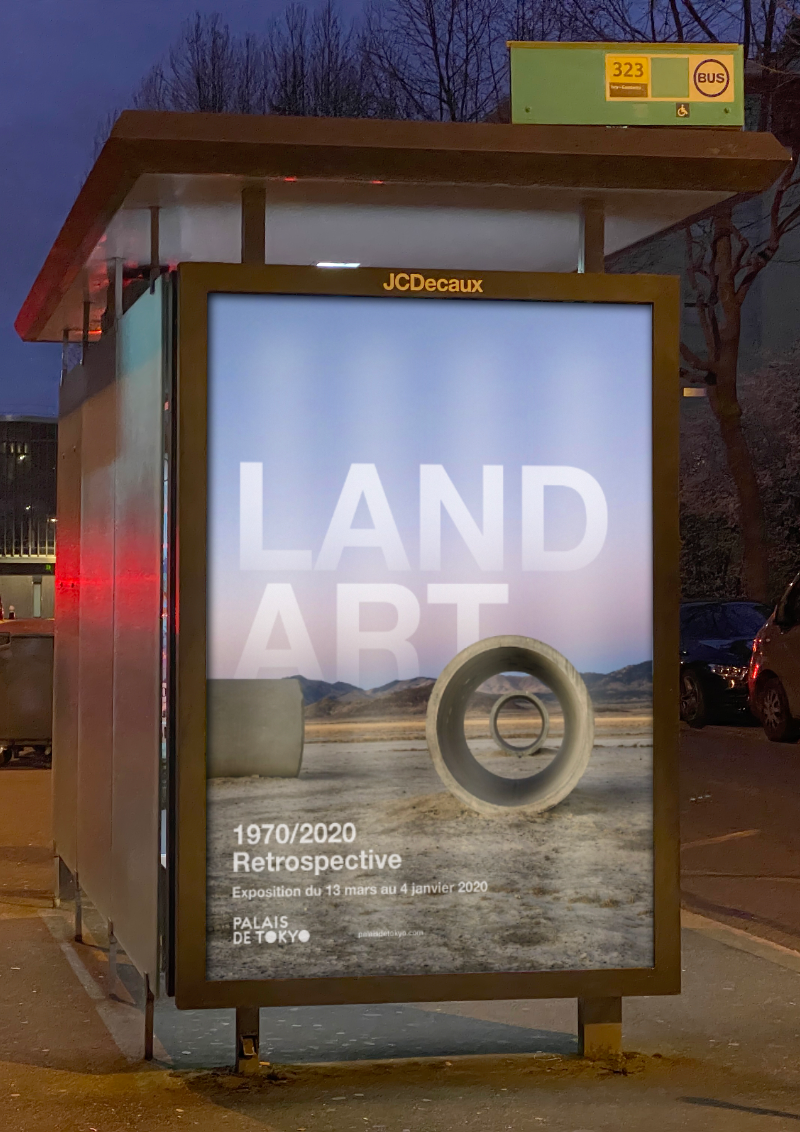 323
BUS
JCDecaux
LAND
ART
1970/2020
Retrospective
Exposition du 13 mars au 4 janvier 2020
PALAIS
DE TOKYO
palaisdetokyo.com